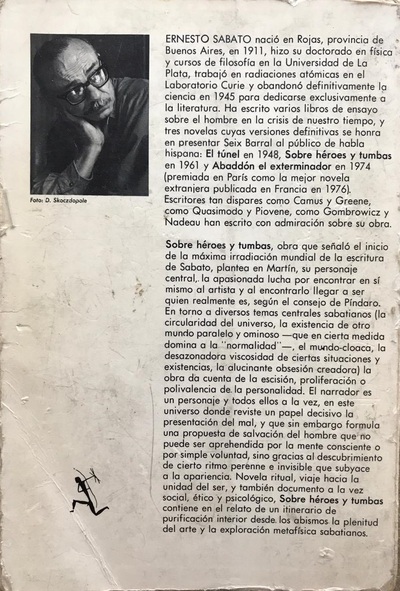 ERNESTO SABATO nació en Rojas, provincia de
Buenos Aires, en 1911, hizo su doctorado en física
y cursos de filosofía en la Universidad de La
Plata, trabajó en radiaciones atómicas en el
Laboratorio Curie y obandonó definitivamente la
ciencia en 1945 para dedicarse exclusivamente a
la literatura. Ha escrito varios libros de ensayo
sobre el hombre en la crisis de nuestro tiempo, y
tres novelas cuyas versiones definitivas se honra
en presentar Seix Barral al público de habla
hispana: El túnel en 1948, Sobre héroes y tumbas
en 1961 y Abaddón el exterminador en 1974
(premiada en París como la mejor novela
extranjera publicada en Francia en 1976).
Escritores tan dispares como Camus y Greene,
como Quasimodo y Piovene, como Gombrowicz y
Nadeau han escrito con admiración sobre su obra.
Foto: D. Skoczdopole
Sobre héroes y tumbas, obra que señaló el inicio
de la máxima irradiación mundial de la escritura
de Sabato, plantea en Martín, su personaje
central, la apasionada lucha por encontrar en sí
mismo al artista y al encontrarlo llegar a ser
quien realmente es, según el consejo de Píndaro.
En torno a diversos temas centrales sabatianos (la
circularidad del universo, la existencia de otro
mundo paralelo y ominoso —que en cierta medida
domina a la "normalidad"—, el mundo-cloaca, la
desazonadora viscosidad de ciertas situaciones y
existencias, la alucinante obsesión creadora) la
obra da cuenta de la escisión, proliferación o
polivalencia de la personalidad. El narrador es
un personaje y todos ellos a la vez, en este
universo donde reviste un papel decisivo la
presentación del mal, y que sin embargo formula
una propuesta de salvación del hombre que no
puede ser aprehendida por la mente consciente o
por simple voluntad, sino gracias al descubrimiento
de cierto ritmo perenne e invisible que subyace
a la apariencia. Novela ritual, viaje hacia la
unidad del ser, y también documento a la vez
social, ético y psicológico, Sobre héroes y tumbas
contiene en el relato de un itinerario de
purificación interior desde los abismos la plenitud
del arte y la exploración metafísica sabatianos.